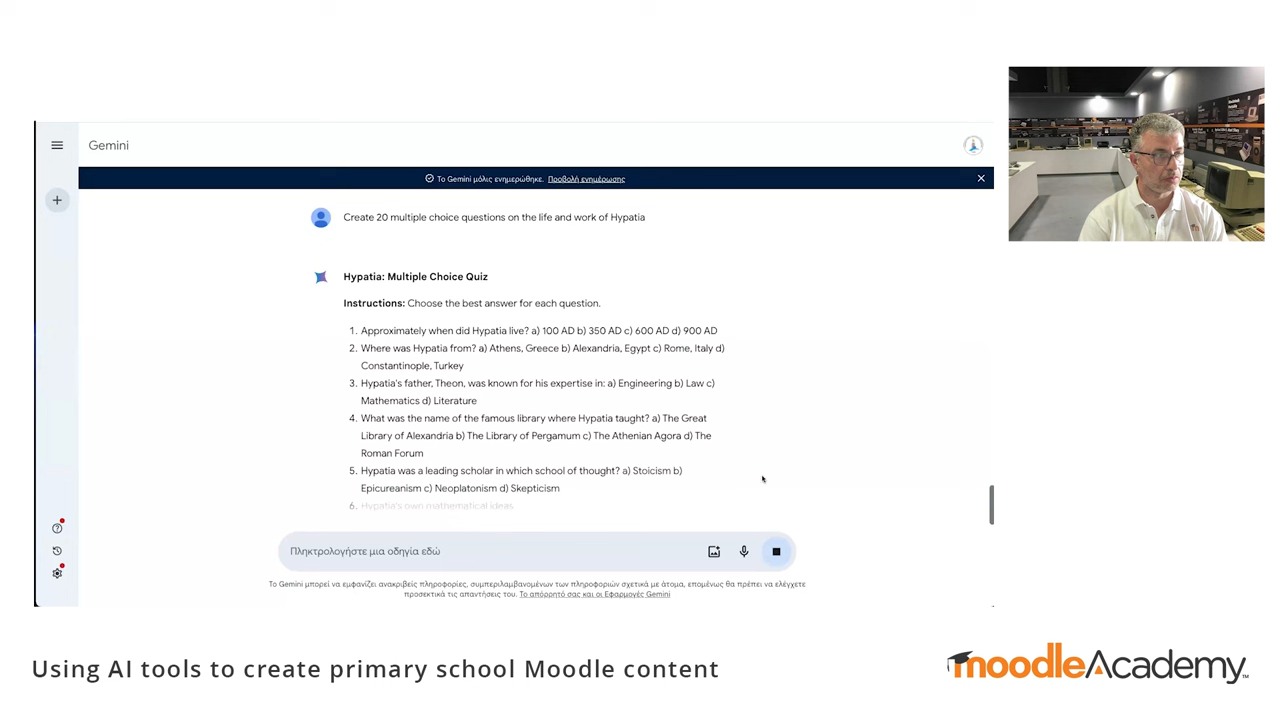 Gemini
Το Gemini μόλις ενημερώθηκε. Προβολή ενημέρωσης
Create 20 multiple choice questions on the life and work of Hypatia
Hypatia: Multiple Choice Quiz
Instructions: Choose the best answer for each question.
1. Approximately when did Hypatia live? a) 100 AD b) 350 AD c) 600 AD d) 900 AD
2. Where was Hypatia from? a) Athens, Greece b) Alexandria, Egypt c) Rome, Italy d)
Constantinople, Turkey
3. Hypatia's father, Theon, was known for his expertise in: a) Engineering b) Law c)
Mathematics d) Literature
4. What was the name of the famous library where Hypatia taught? a) The Great
Library of Alexandria b) The Library of Pergamum c) The Athenian Agora d) The
Roman Forum
5. Hypatia was a leading scholar in which school of thought? a) Stoicism b)
Epicureanism c) Neoplatonism d) Skepticism
6. Hypatia's own mathematical ideas
Πληκτρολογήστε μια οδηγία εδώ
Το Gemini μπορεί να εμφανίζει ανακριβείς πληροφορίες, συμπεριλαμβανομένων των πληροφοριών σχετικά με άτομα, επομένως θα πρέπει να ελέγχετε
προσεκτικά τις απαντήσεις του. Το απόρρητό σας και οι Εφαρμογές Gemini
Using AI tools to create primary school Moodle content
moodleAcademy™